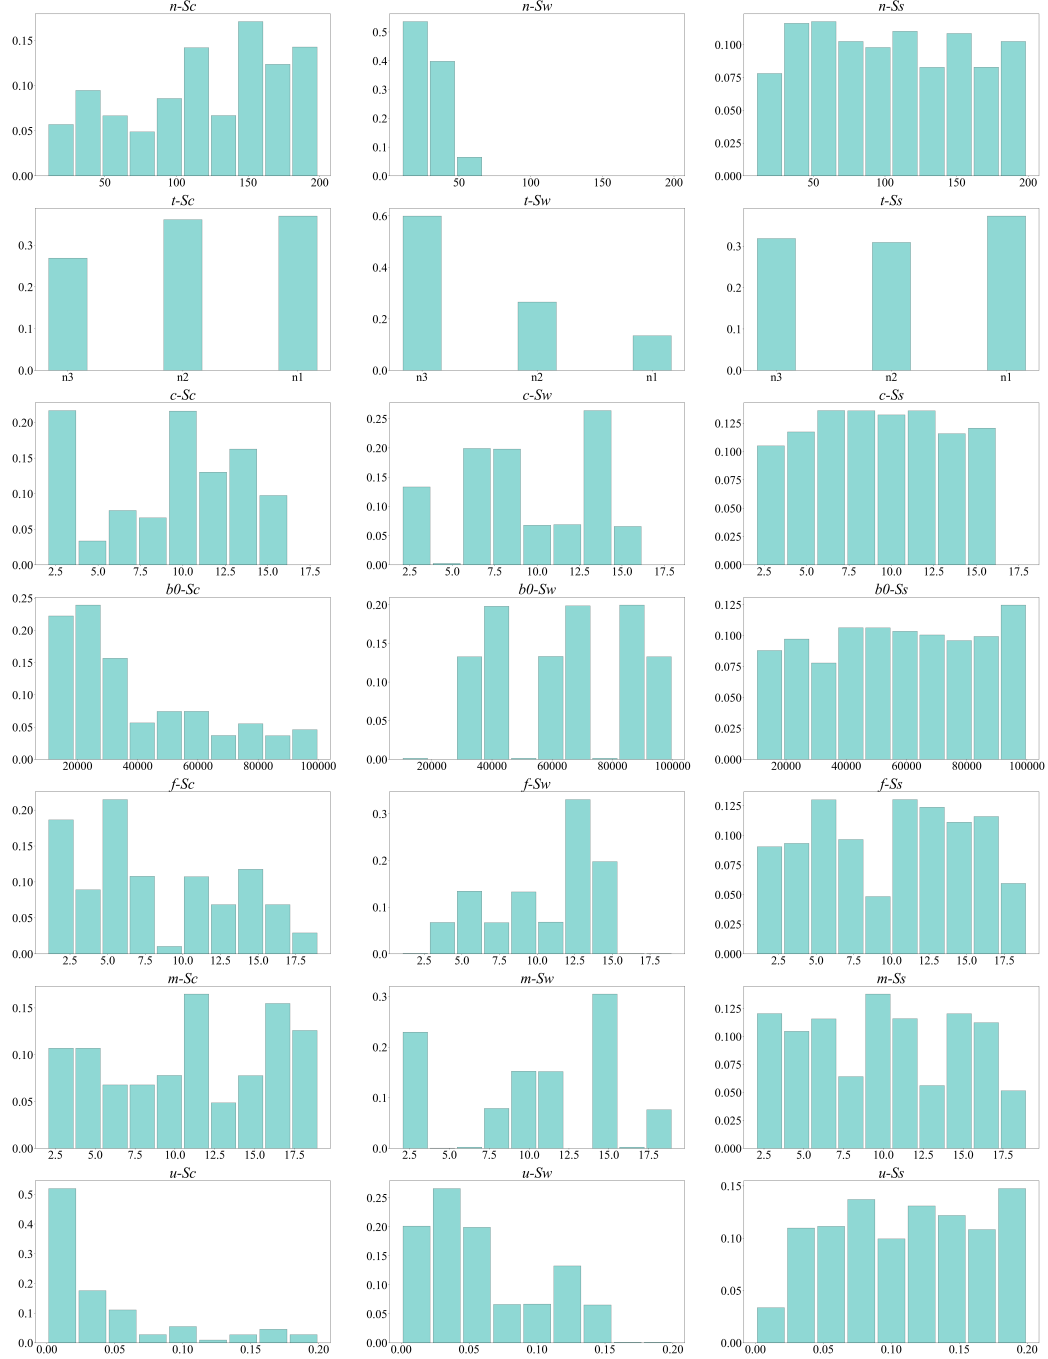 n-Sc n-Sw n-Ss
0.15 0.5 0.100
0.10 0.4 0.075
0.05 0.3 0.050
0.00 0.2 0.025
0.1 0.000
0.0
50 100 150 200 50 100 150 200 50 100 150 200
t-Sc t-Sw t-Ss
0.3 0.6 0.3
0.2 0.4 0.2
0.1 0.2 0.1
0.0 0.0 0.0
n3 n2 n1 n3 n2 n1 n3 n2 n1
c-Sc c-Sw c-Ss
0.20 0.25 0.125
0.15 0.20 0.100
0.10 0.15 0.075
0.05 0.10 0.050
0.00 0.05 0.025
0.00 0.000
2.5 5.0 7.5 10.0 12.5 15.0 17.5 2.5 5.0 7.5 10.0 12.5 15.0 17.5 2.5 5.0 7.5 10.0 12.5 15.0 17.5
b0-Sc b0-Sw b0-Ss
0.25 0.20 0.125
0.20 0.15 0.100
0.15 0.10 0.075
0.10 0.05 0.050
0.05 0.00 0.025
0.00 0.000
20000 40000 60000 80000 100000 20000 40000 60000 80000 100000 20000 40000 60000 80000 100000
f-Sc f-Sw f-Ss
0.20 0.3 0.125
0.15 0.2 0.100
0.10 0.1 0.075
0.05 0.0 0.050
0.00 0.025
0.000
2.5 5.0 7.5 10.0 12.5 15.0 17.5 2.5 5.0 7.5 10.0 12.5 15.0 17.5 2.5 5.0 7.5 10.0 12.5 15.0 17.5
m-Sc m-Sw m-Ss
0.15 0.3 0.125
0.10 0.2 0.100
0.05 0.1 0.075
0.00 0.0 0.050
0.025
0.000
2.5 5.0 7.5 10.0 12.5 15.0 17.5 2.5 5.0 7.5 10.0 12.5 15.0 17.5 2.5 5.0 7.5 10.0 12.5 15.0 17.5
u-Sc u-Sw u-Ss
0.5 0.25 0.15
0.4 0.20 0.10
0.3 0.15 0.05
0.2 0.10 0.00
0.1 0.05
0.0 0.00
0.00 0.05 0.10 0.15 0.20 0.00 0.05 0.10 0.15 0.20 0.00 0.05 0.10 0.15 0.20